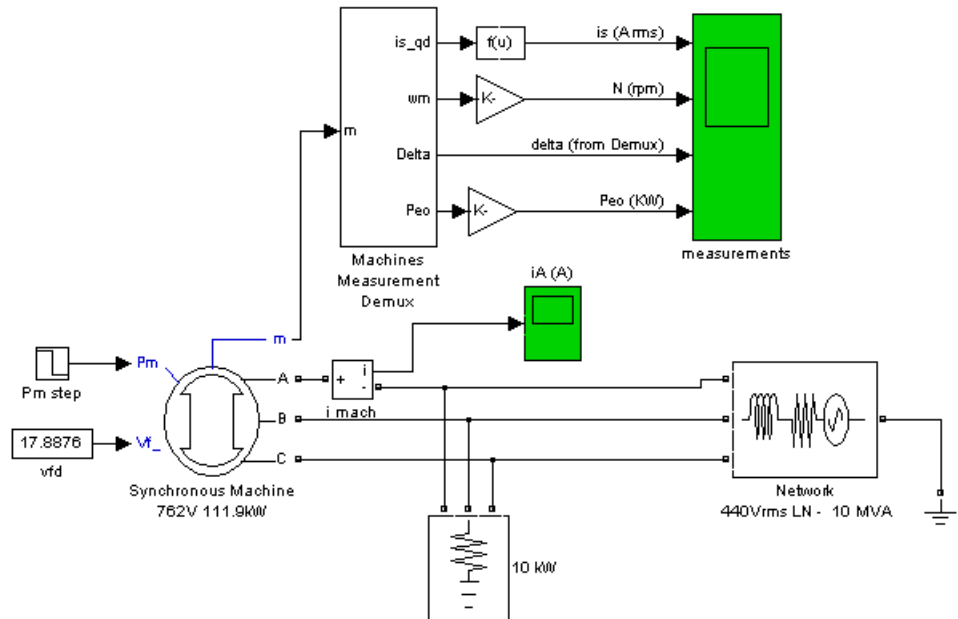 is_qd
f(u)
is (Arms)
wm
K-
N (rpm)
m
Delta
delta (from Demux)
Peo
K-
Peo (KW)
Machines
Measurement
Demux
measurements
iA (A)
m
Pm
Pm step
A
+
i
-
i mach
17.8876
vfd
Vf_
B
C
Synchronous Machine
762V 111.9kW
Network
440Vrms LN - 10 MVA
10 kW